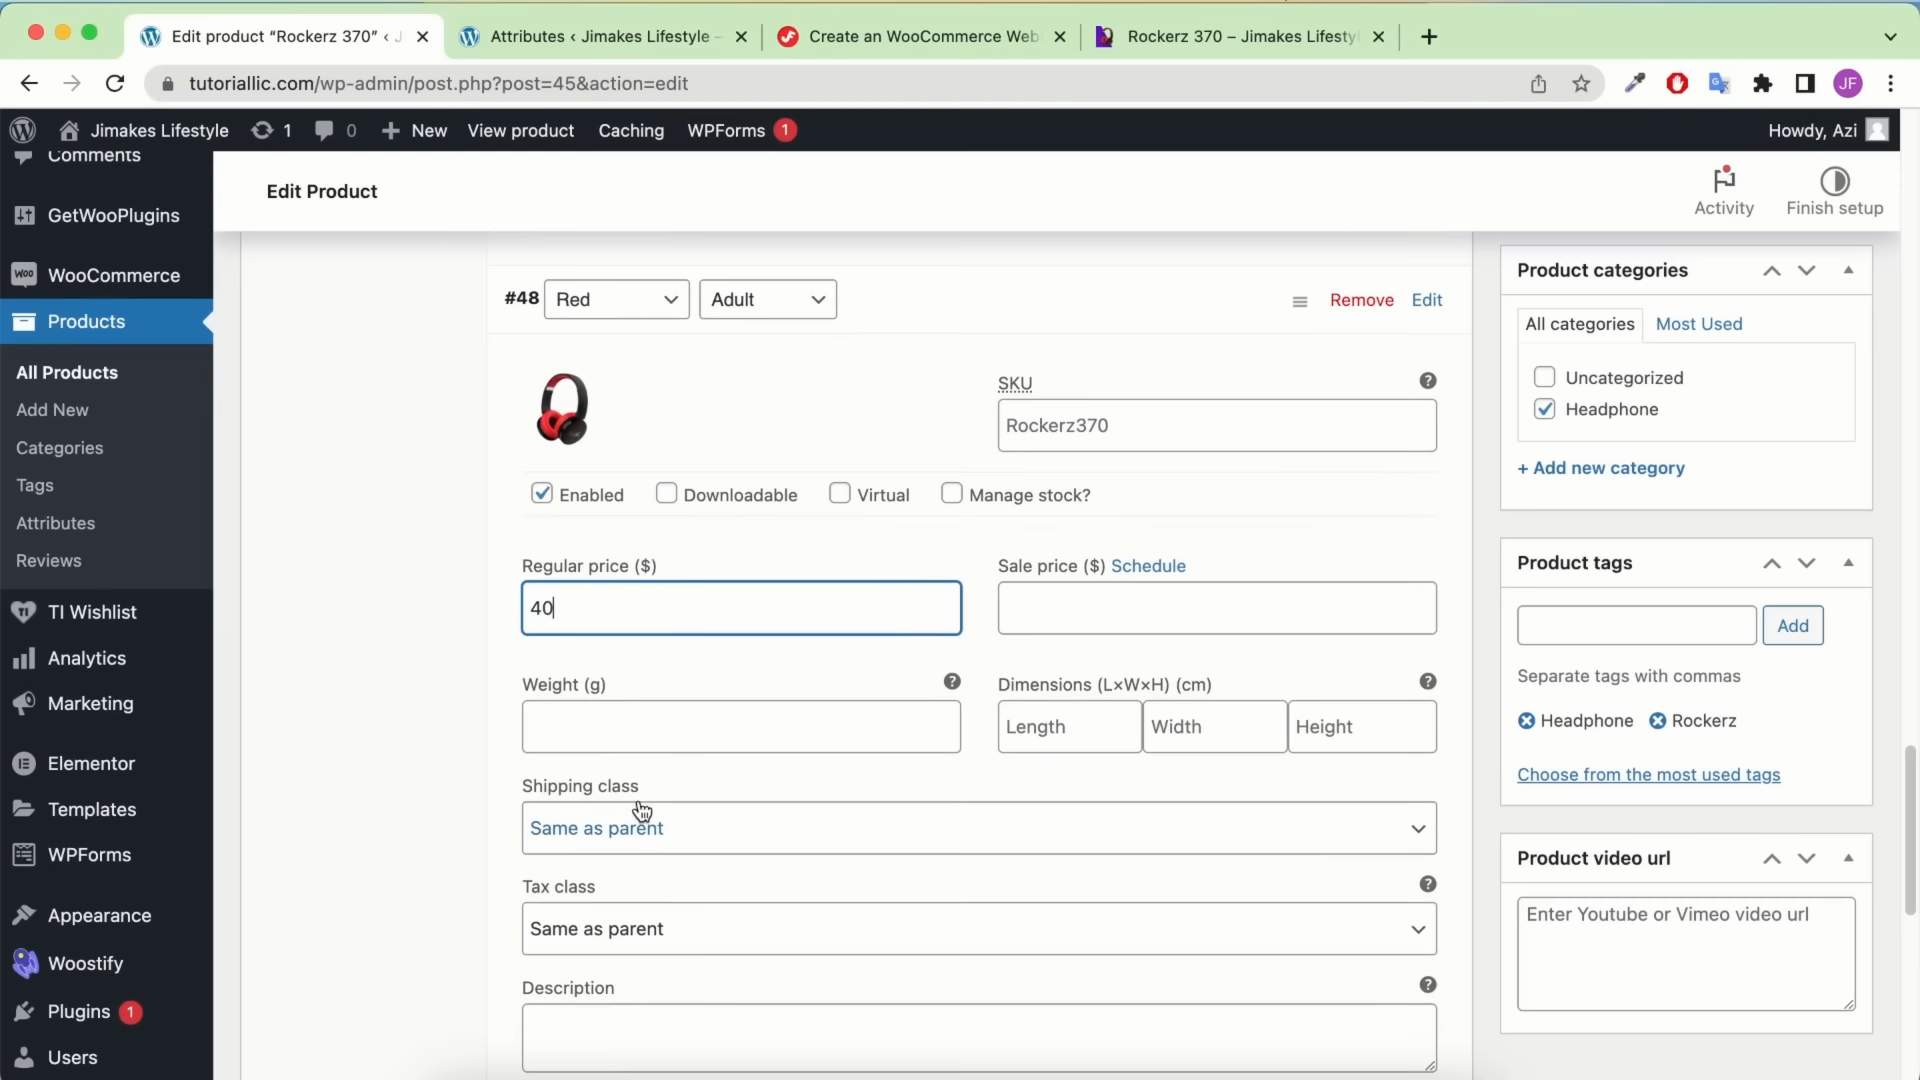 Edit product “Rockerz 370” ‹ J
Attributes ‹ Jimakes Lifestyle –
Create an WooCommerce Web
Rockerz 370 – Jimakes Lifesty
tutoriallic.com/wp-admin/post.php?post=45&action=edit
JF
Jimakes Lifestyle
1
0
New
View product
Caching
WPForms
1
Howdy, Azi
Comments
GetWooPlugins
WooCommerce
Products
All Products
Add New
Categories
Tags
Attributes
Reviews
TI Wishlist
Analytics
Marketing
Elementor
Templates
WPForms
Appearance
Woostify
Plugins 1
Users
Edit Product
Activity
Finish setup
#48 Red Adult Remove Edit
SKU
Rockerz370
Enabled Downloadable Virtual Manage stock?
Regular price ($)
40
Sale price ($) Schedule
Weight (g)
Dimensions (L×W×H) (cm)
Length Width Height
Shipping class
Same as parent
Tax class
Same as parent
Description
Product categories
All categories Most Used
Uncategorized
Headphone
+ Add new category
Product tags
Add
Separate tags with commas
Headphone Rockerz
Choose from the most used tags
Product video url
Enter Youtube or Vimeo video url